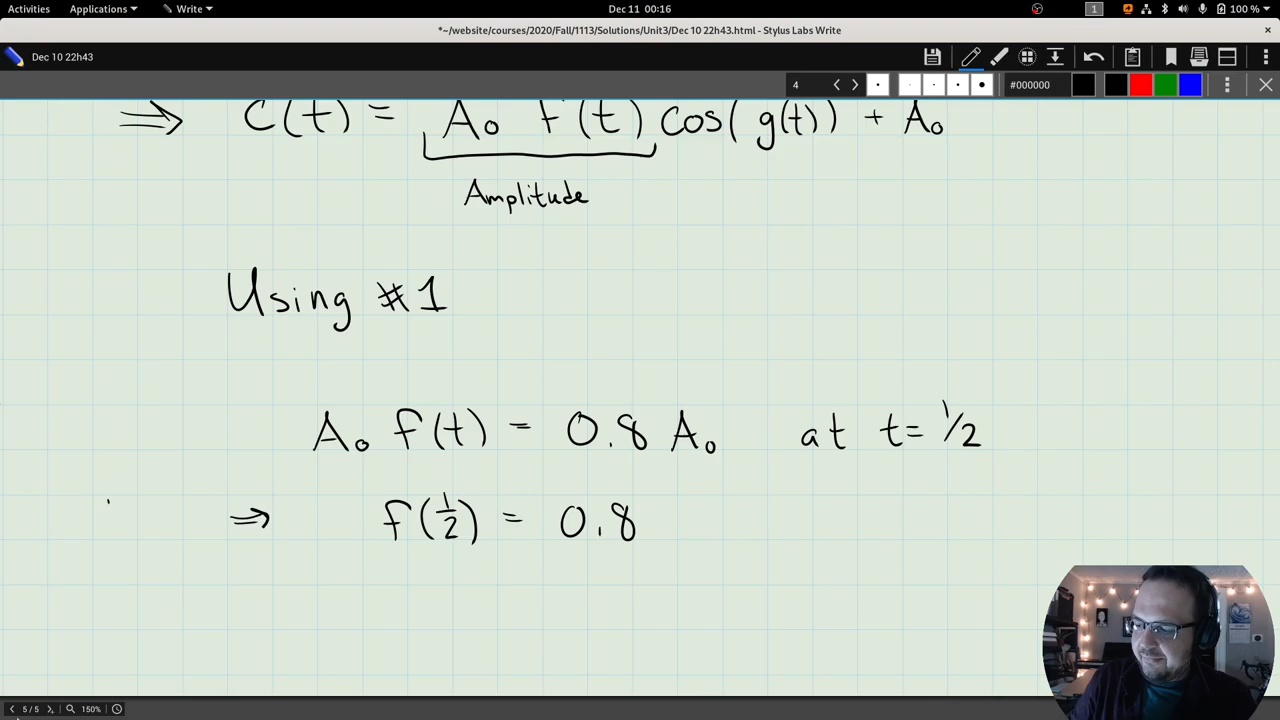 Activities Applications Write Dec 11 00:16 1 100 %
*~/website/courses/2020/Fall/1113/Solutions/Unit3/Dec 10 22h43.html - Stylus Labs Write
Dec 10 22h43
4 #000000
⇒ C(t) = A₀ f(t) cos(g(t)) + A₀
Amplitude
Using #1
A₀ f(t) = 0.8 A₀ at t = 1/2
⇒ f(1/2) = 0.8
5/5 150%